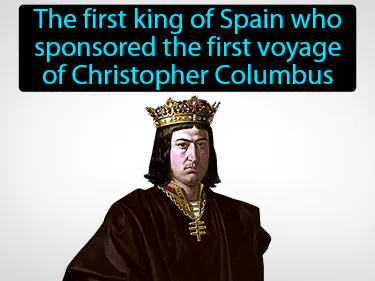 The first king of Spain who
sponsored the first voyage
of Christopher Columbus